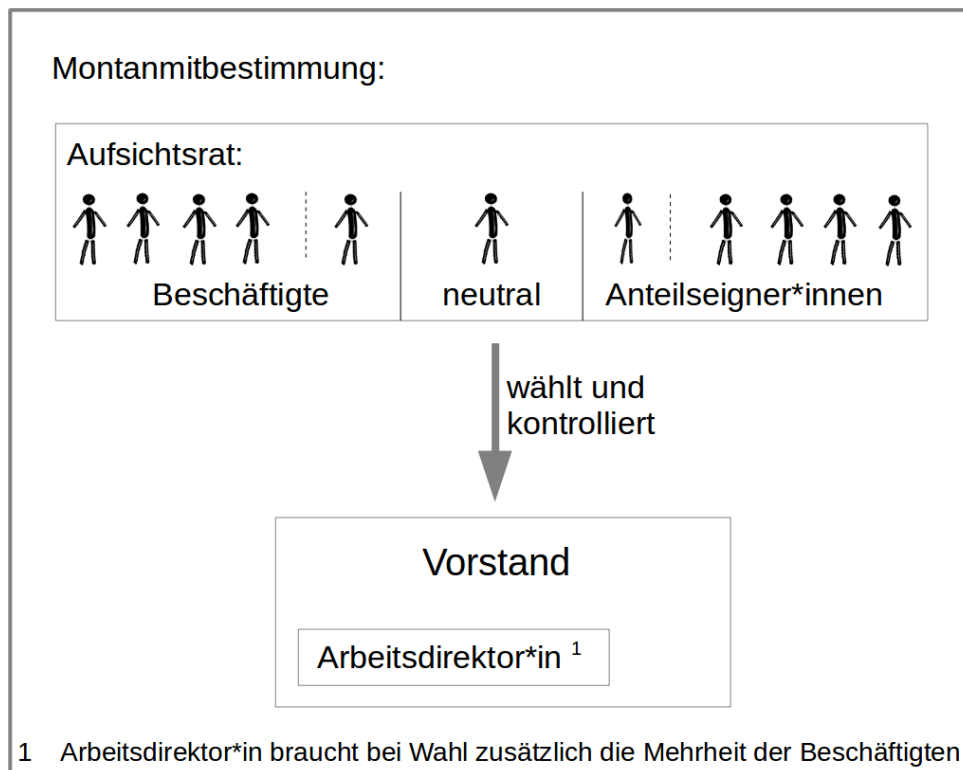 Montanmitbestimmung:
Aufsichtsrat:
Beschäftigte
neutral
Anteilseigner*innen
wählt und
kontrolliert
Vorstand
Arbeitsdirektor*in 1
1 Arbeitsdirektor*in braucht bei Wahl zusätzlich die Mehrheit der Beschäftigten